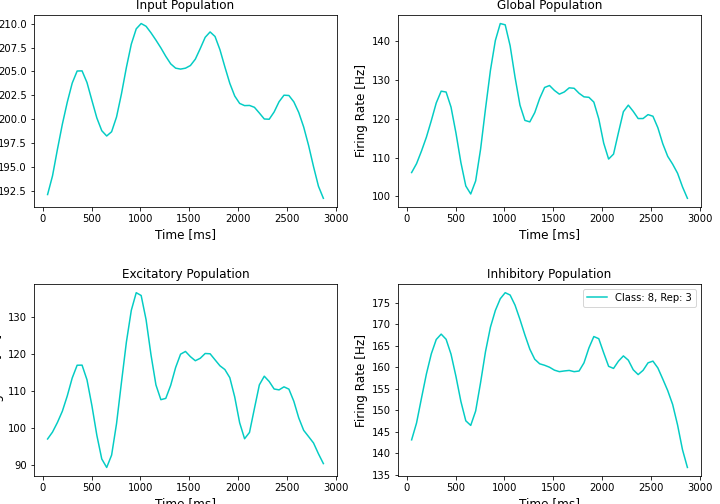 Input Population
210.0
207.5
205.0
202.5
200.0
197.5
195.0
192.5
0 500 1000 1500 2000 2500 3000
Time [ms]
Global Population
Firing Rate [Hz]
140
130
120
110
100
0 500 1000 1500 2000 2500 3000
Time [ms]
Excitatory Population
130
120
110
100
90
0 500 1000 1500 2000 2500 3000
Time [ms]
Inhibitory Population
Class: 8, Rep: 3
Firing Rate [Hz]
175
170
165
160
155
150
145
140
135
0 500 1000 1500 2000 2500 3000
Time [ms]